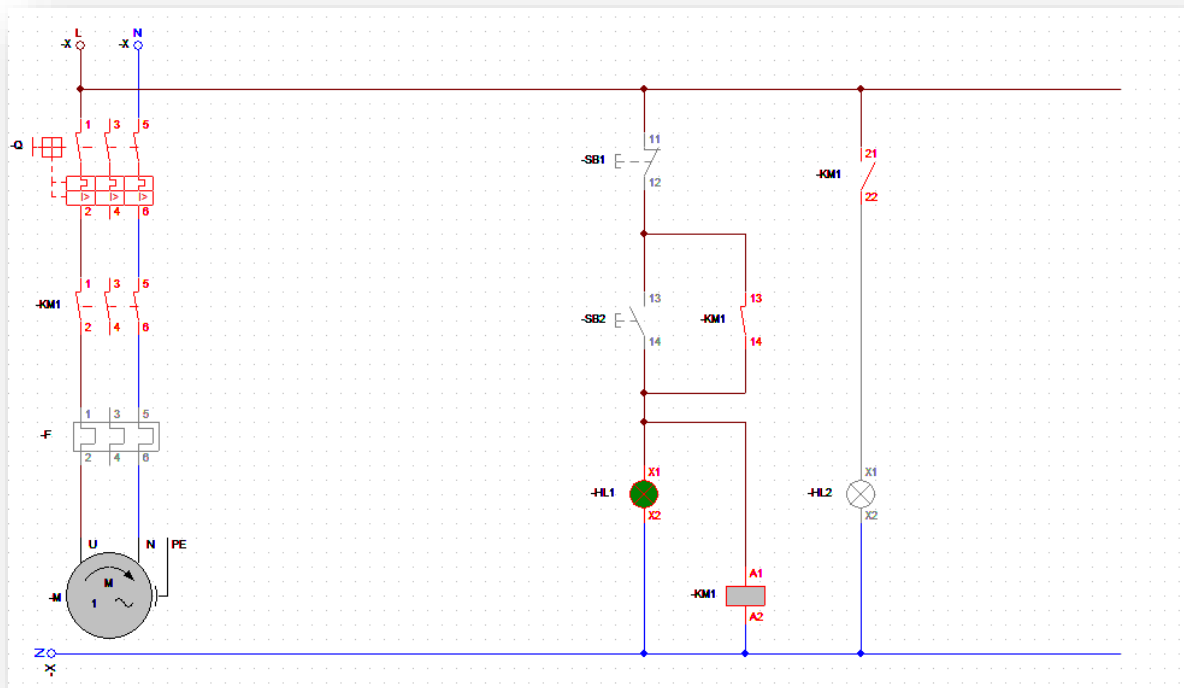 L N
-X -X
1 3 5
-Q
I> I> I>
2 4 6
11
-SB1
12
21
-KM1
22
1 3 5
-KM1
2 4 6
13
-SB2
14
13
-KM1
14
1 3 5
-F
2 4 6
X1
-HL1
X2
X1
-HL2
X2
U N PE
M
-M
1
A1
-KM1
A2
N
-X